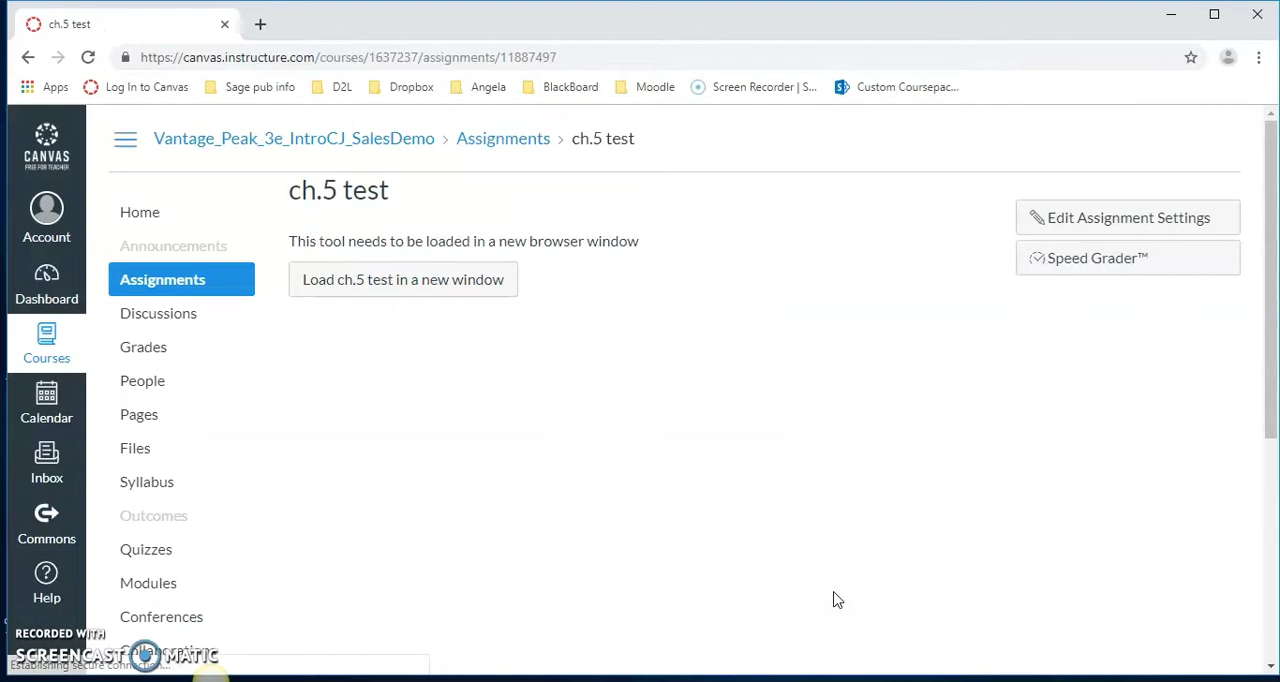 ch.5 test
https://canvas.instructure.com/courses/1637237/assignments/11887497
Apps Log In to Canvas Sage pub info D2L Dropbox Angela BlackBoard Moodle Screen Recorder | S... Custom Coursepac...
CANVAS
FREE FOR TEACHER
Account
Dashboard
Courses
Calendar
Inbox
Commons
Help
Vantage_Peak_3e_IntroCJ_SalesDemo > Assignments > ch.5 test
Home
Announcements
Assignments
Discussions
Grades
People
Pages
Files
Syllabus
Outcomes
Quizzes
Modules
Conferences
ch.5 test
This tool needs to be loaded in a new browser window
Load ch.5 test in a new window
Edit Assignment Settings
Speed Grader™
RECORDED WITH
SCREENCAST MATIC
Establishing secure connection...